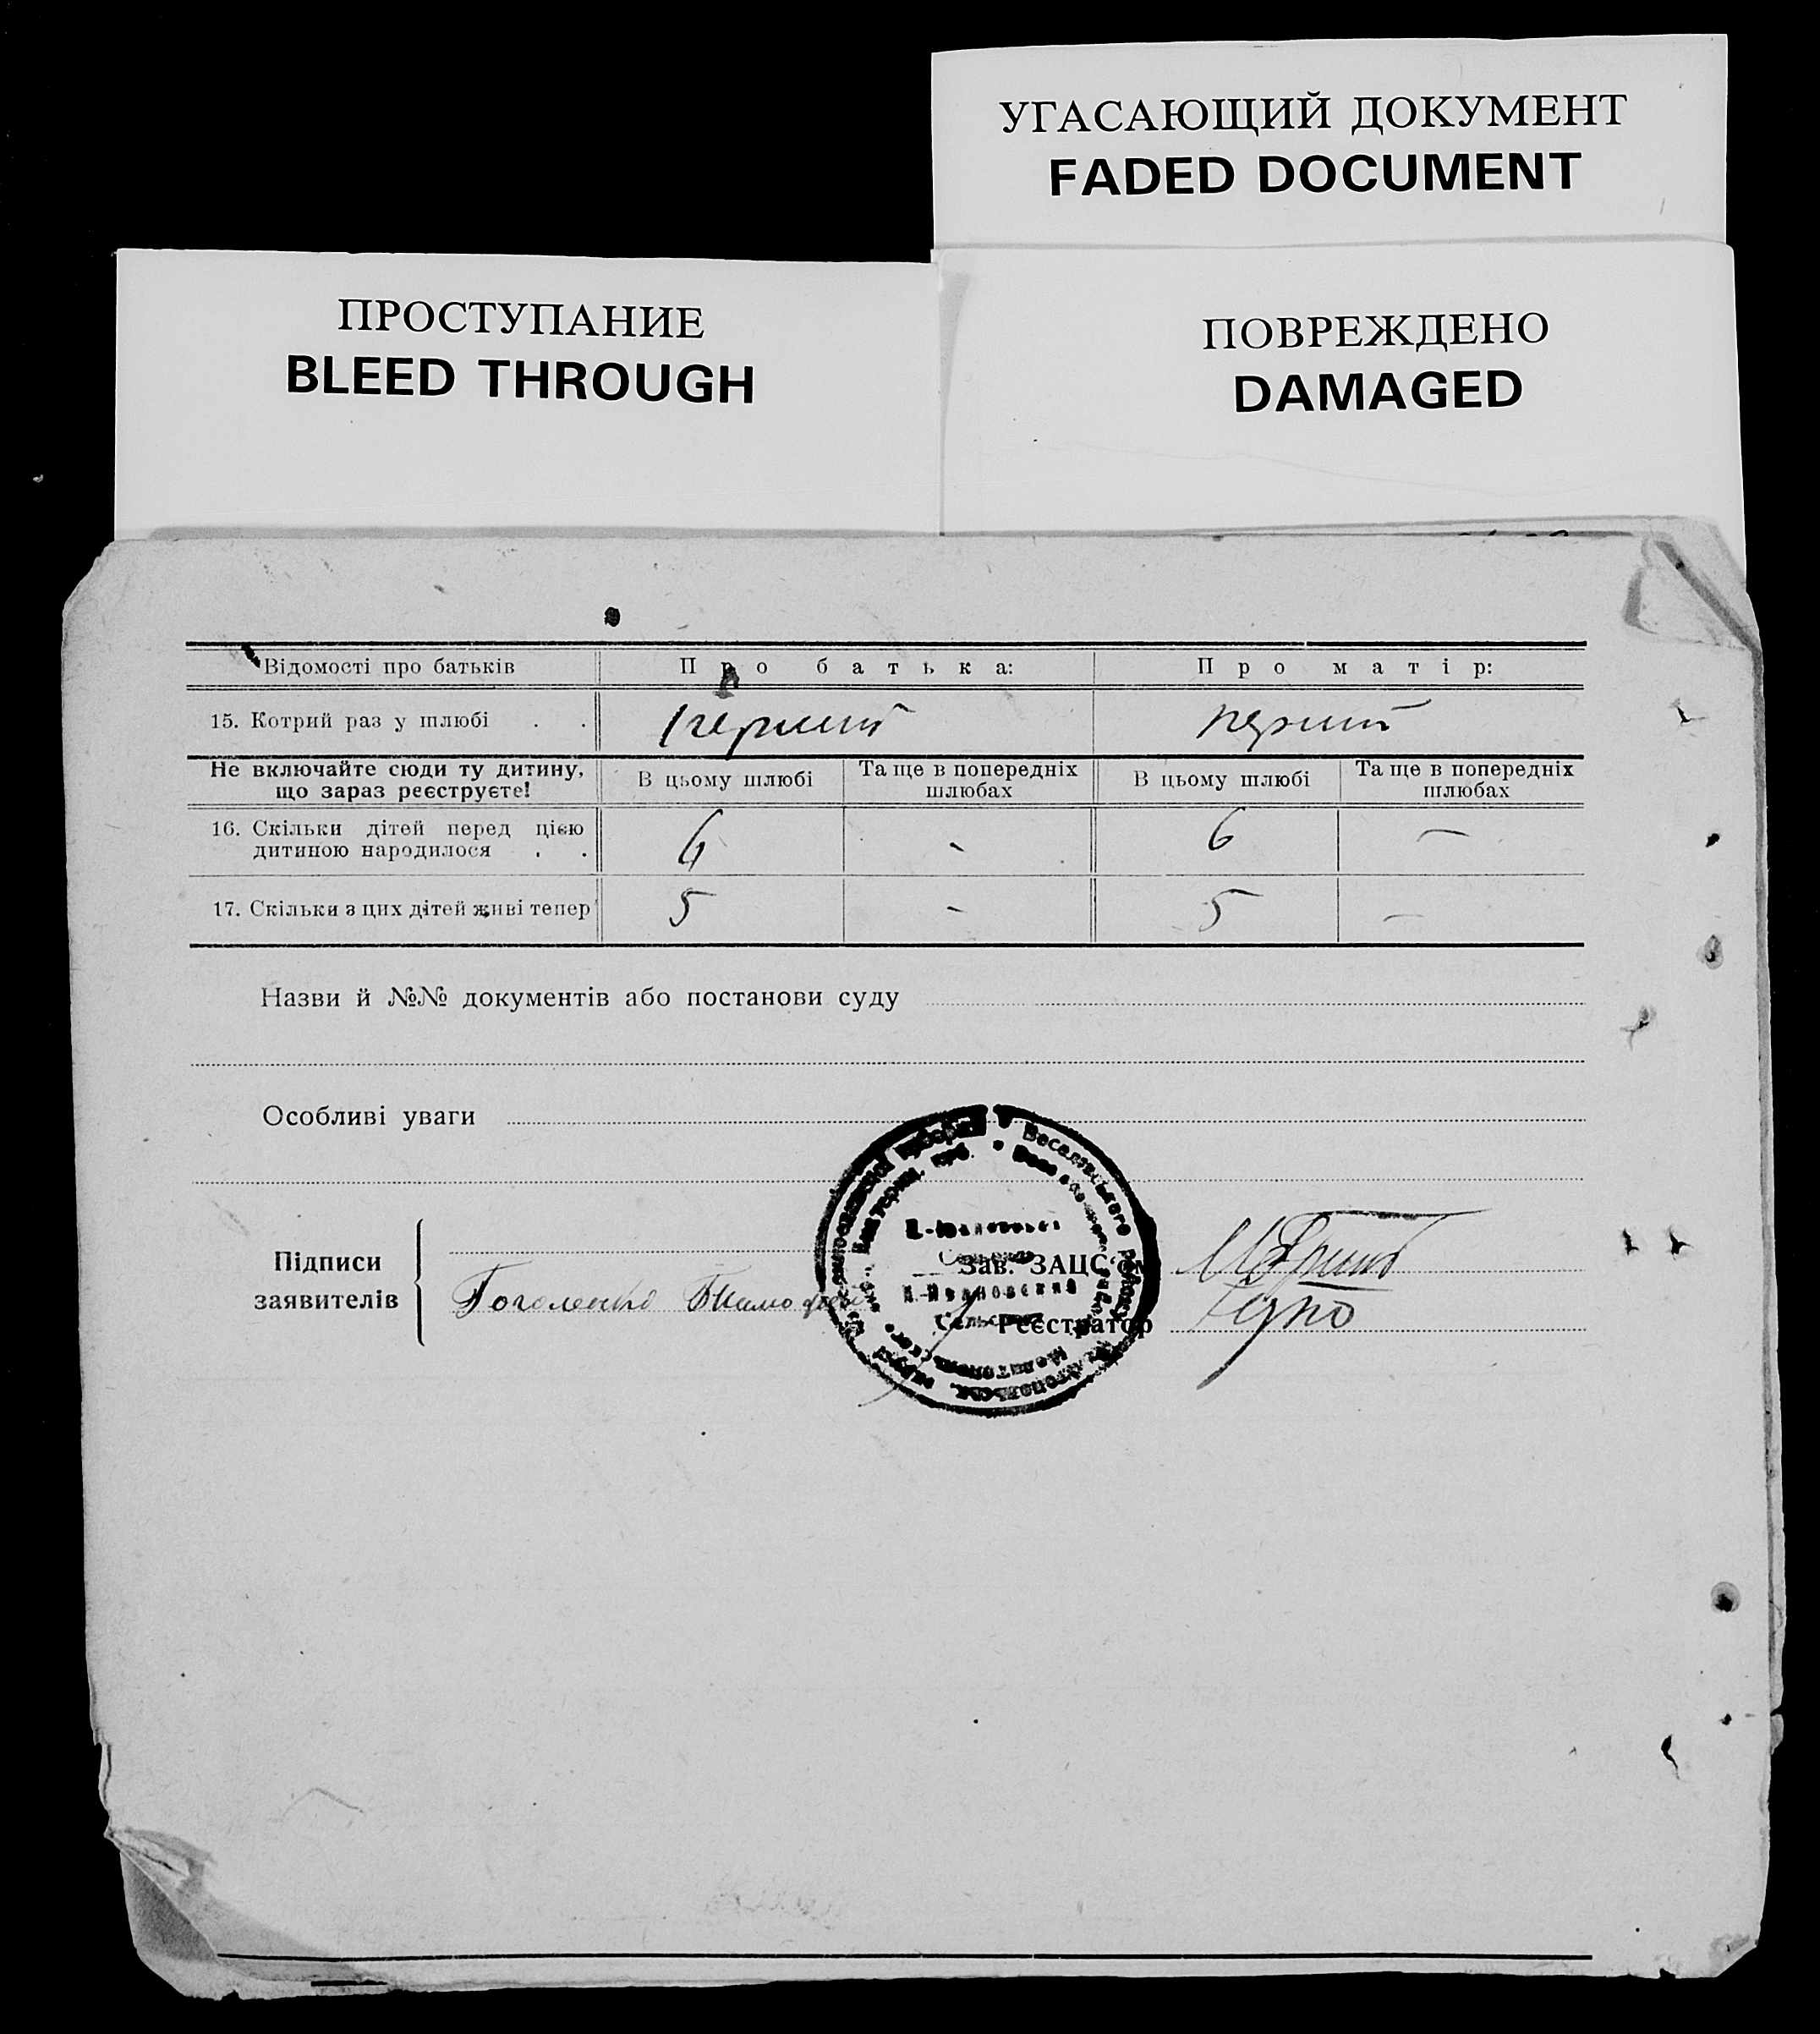 УГАСАЮЩИЙ ДОКУМЕНТ
FADED DOCUMENT
ПРОСТУПАНИЕ
BLEED THROUGH
ПОВРЕЖДЕНО
DAMAGED
Відомості про батьків Про батька: Про матір:
15. Котрий раз у шлюбі . . перший перший
Не включайте сюди ту дитину, що зараз реєструєте! В цьому шлюбі Та ще в попередніх шлюбах В цьому шлюбі Та ще в попередніх шлюбах
16. Скільки дітей перед цією дитиною народилося . . 6 - 6 —
17. Скільки з цих дітей живі тепер 5 - 5 —
Назви й №№ документів або постанови суду
Особливі уваги
Підписи заявителів
Зав. ЗАЦС'ом
Реєстратор
Веселівського
Сельский